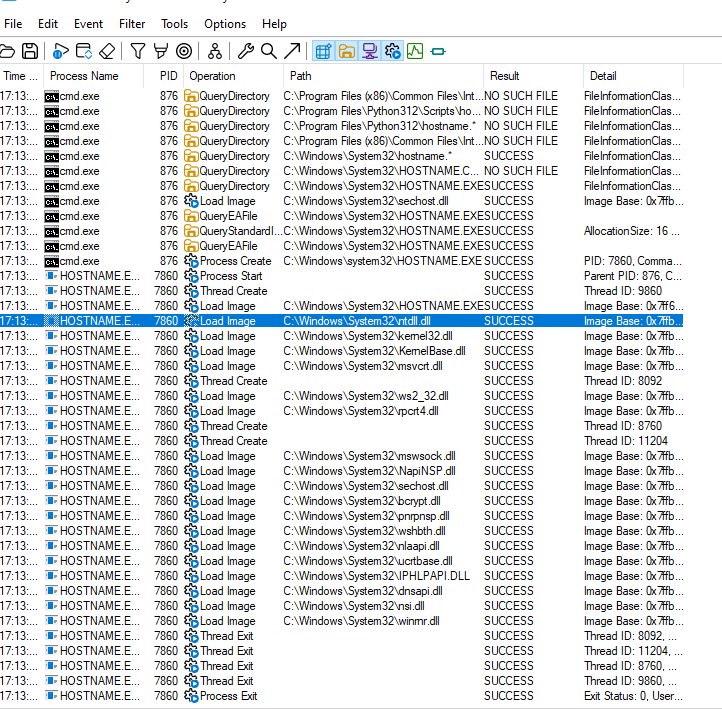 File Edit Event Filter Tools Options Help
Time ... Process Name PID Operation Path Result Detail
17:13:... cmd.exe 876 QueryDirectory C:\Program Files (x86)\Common Files\Int... NO SUCH FILE FileInformationClas...
17:13:... cmd.exe 876 QueryDirectory C:\Program Files\Python312\Scripts\ho... NO SUCH FILE FileInformationClas...
17:13:... cmd.exe 876 QueryDirectory C:\Program Files\Python312\hostname.* NO SUCH FILE FileInformationClas...
17:13:... cmd.exe 876 QueryDirectory C:\Program Files (x86)\Common Files\Int... NO SUCH FILE FileInformationClas...
17:13:... cmd.exe 876 QueryDirectory C:\Windows\System32\hostname.* SUCCESS FileInformationClas...
17:13:... cmd.exe 876 QueryDirectory C:\Windows\System32\HOSTNAME.C... NO SUCH FILE FileInformationClas...
17:13:... cmd.exe 876 QueryDirectory C:\Windows\System32\HOSTNAME.EXE SUCCESS FileInformationClas...
17:13:... cmd.exe 876 Load Image C:\Windows\System32\sechost.dll SUCCESS Image Base: 0x7ffb...
17:13:... cmd.exe 876 QueryEAFile C:\Windows\System32\HOSTNAME.EXE SUCCESS
17:13:... cmd.exe 876 QueryStandardI... C:\Windows\System32\HOSTNAME.EXE SUCCESS AllocationSize: 16 ...
17:13:... cmd.exe 876 QueryEAFile C:\Windows\System32\HOSTNAME.EXE SUCCESS
17:13:... cmd.exe 876 Process Create C:\Windows\system32\HOSTNAME.EXE SUCCESS PID: 7860, Comma...
17:13:... HOSTNAME.E... 7860 Process Start SUCCESS Parent PID: 876, C...
17:13:... HOSTNAME.E... 7860 Thread Create SUCCESS Thread ID: 9860
17:13:... HOSTNAME.E... 7860 Load Image C:\Windows\System32\HOSTNAME.EXE SUCCESS Image Base: 0x7ff6...
17:13:... HOSTNAME.E... 7860 Load Image C:\Windows\System32\ntdll.dll SUCCESS Image Base: 0x7ffb...
17:13:... HOSTNAME.E... 7860 Load Image C:\Windows\System32\kernel32.dll SUCCESS Image Base: 0x7ffb...
17:13:... HOSTNAME.E... 7860 Load Image C:\Windows\System32\KernelBase.dll SUCCESS Image Base: 0x7ffb...
17:13:... HOSTNAME.E... 7860 Load Image C:\Windows\System32\msvcrt.dll SUCCESS Image Base: 0x7ffb...
17:13:... HOSTNAME.E... 7860 Thread Create SUCCESS Thread ID: 8092
17:13:... HOSTNAME.E... 7860 Load Image C:\Windows\System32\ws2_32.dll SUCCESS Image Base: 0x7ffb...
17:13:... HOSTNAME.E... 7860 Load Image C:\Windows\System32\rpcrt4.dll SUCCESS Image Base: 0x7ffb...
17:13:... HOSTNAME.E... 7860 Thread Create SUCCESS Thread ID: 8760
17:13:... HOSTNAME.E... 7860 Thread Create SUCCESS Thread ID: 11204
17:13:... HOSTNAME.E... 7860 Load Image C:\Windows\System32\mswsock.dll SUCCESS Image Base: 0x7ffb...
17:13:... HOSTNAME.E... 7860 Load Image C:\Windows\System32\NapiNSP.dll SUCCESS Image Base: 0x7ffb...
17:13:... HOSTNAME.E... 7860 Load Image C:\Windows\System32\sechost.dll SUCCESS Image Base: 0x7ffb...
17:13:... HOSTNAME.E... 7860 Load Image C:\Windows\System32\bcrypt.dll SUCCESS Image Base: 0x7ffb...
17:13:... HOSTNAME.E... 7860 Load Image C:\Windows\System32\pnrpnsp.dll SUCCESS Image Base: 0x7ffb...
17:13:... HOSTNAME.E... 7860 Load Image C:\Windows\System32\wshbth.dll SUCCESS Image Base: 0x7ffb...
17:13:... HOSTNAME.E... 7860 Load Image C:\Windows\System32\nlaapi.dll SUCCESS Image Base: 0x7ffb...
17:13:... HOSTNAME.E... 7860 Load Image C:\Windows\System32\ucrtbase.dll SUCCESS Image Base: 0x7ffb...
17:13:... HOSTNAME.E... 7860 Load Image C:\Windows\System32\IPHLPAPI.DLL SUCCESS Image Base: 0x7ffb...
17:13:... HOSTNAME.E... 7860 Load Image C:\Windows\System32\dnsapi.dll SUCCESS Image Base: 0x7ffb...
17:13:... HOSTNAME.E... 7860 Load Image C:\Windows\System32\nsi.dll SUCCESS Image Base: 0x7ffb...
17:13:... HOSTNAME.E... 7860 Load Image C:\Windows\System32\winrnr.dll SUCCESS Image Base: 0x7ffb...
17:13:... HOSTNAME.E... 7860 Thread Exit SUCCESS Thread ID: 8092, ...
17:13:... HOSTNAME.E... 7860 Thread Exit SUCCESS Thread ID: 11204, ...
17:13:... HOSTNAME.E... 7860 Thread Exit SUCCESS Thread ID: 8760, ...
17:13:... HOSTNAME.E... 7860 Thread Exit SUCCESS Thread ID: 9860, ...
17:13:... HOSTNAME.E... 7860 Process Exit SUCCESS Exit Status: 0, User...